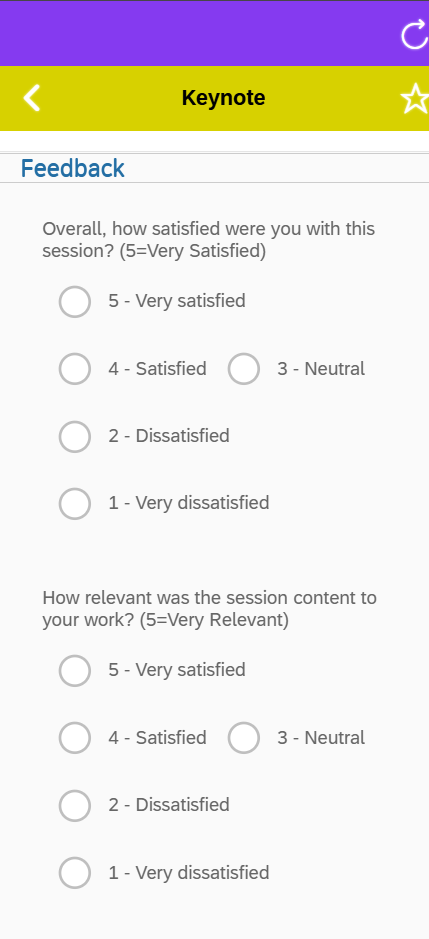 Keynote
Feedback
Overall, how satisfied were you with this
session? (5=Very Satisfied)
5 - Very satisfied
4 - Satisfied 3 - Neutral
2 - Dissatisfied
1 - Very dissatisfied
How relevant was the session content to
your work? (5=Very Relevant)
5 - Very satisfied
4 - Satisfied 3 - Neutral
2 - Dissatisfied
1 - Very dissatisfied